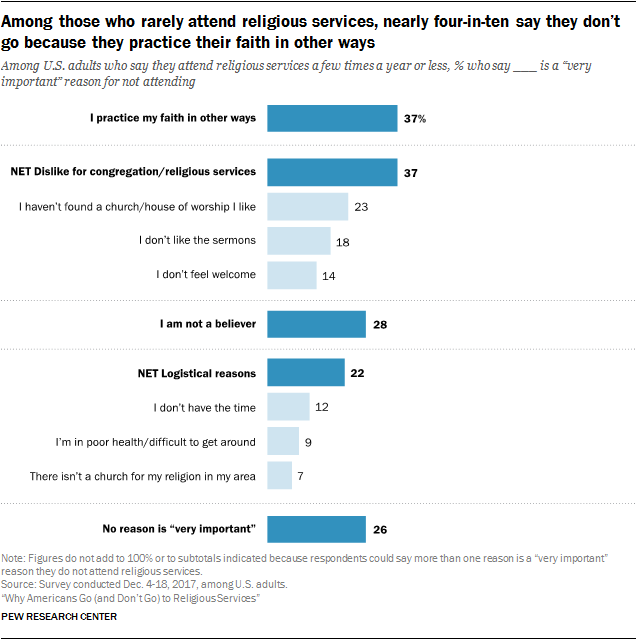 Among those who rarely attend religious services, nearly four-in-ten say they don't
go because they practice their faith in other ways
Among U.S. adults who say they attend religious services a few times a year or less, % who say ___ is a “very
important” reason for not attending
I practice my faith in other ways 37%
NET Dislike for congregation/religious services 37
I haven't found a church/house of worship I like 23
I don't like the sermons 18
I don't feel welcome 14
I am not a believer 28
NET Logistical reasons 22
I don't have the time 12
I'm in poor health/difficult to get around 9
There isn't a church for my religion in my area 7
No reason is “very important” 26
Note: Figures do not add to 100% or to subtotals indicated because respondents could say more than one reason is a “very important”
reason they do not attend religious services.
Source: Survey conducted Dec. 4-18, 2017, among U.S. adults.
“Why Americans Go (and Don't Go) to Religious Services”
PEW RESEARCH CENTER